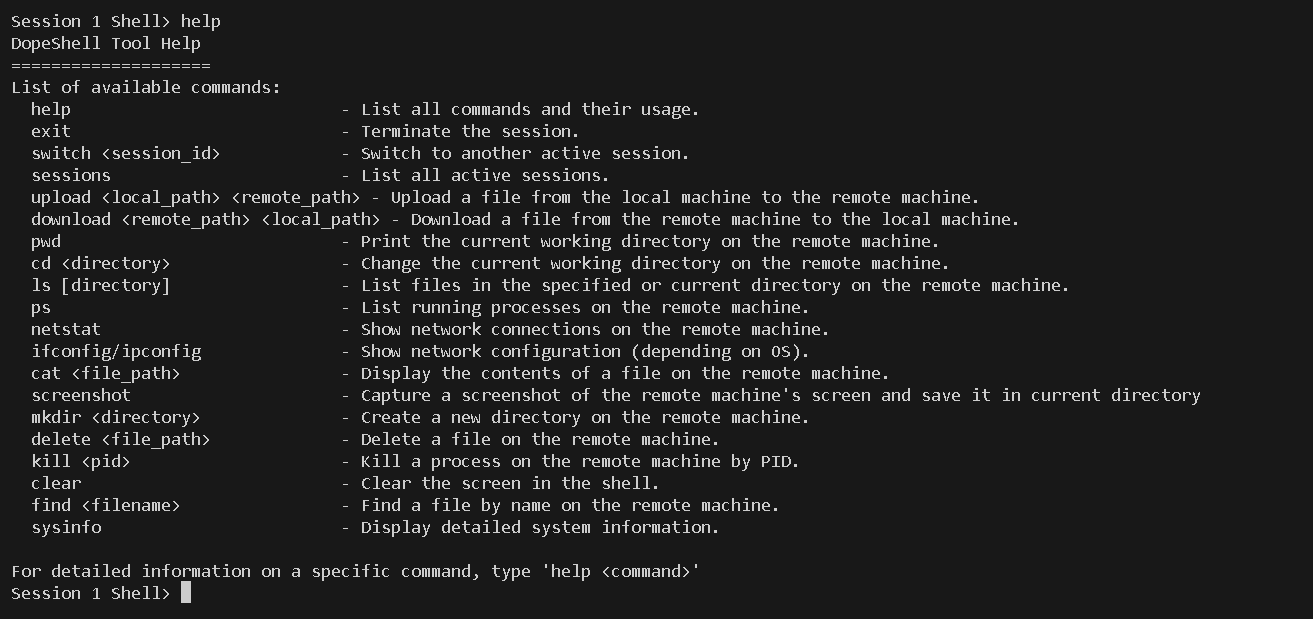 Session 1 Shell> help
DopeShell Tool Help
====================
List of available commands:
  help                           - List all commands and their usage.
  exit                           - Terminate the session.
  switch <session_id>            - Switch to another active session.
  sessions                       - List all active sessions.
  upload <local_path> <remote_path> - Upload a file from the local machine to the remote machine.
  download <remote_path> <local_path> - Download a file from the remote machine to the local machine.
  pwd                            - Print the current working directory on the remote machine.
  cd <directory>                 - Change the current working directory on the remote machine.
  ls [directory]                 - List files in the specified or current directory on the remote machine.
  ps                             - List running processes on the remote machine.
  netstat                        - Show network connections on the remote machine.
  ifconfig/ipconfig              - Show network configuration (depending on OS).
  cat <file_path>                - Display the contents of a file on the remote machine.
  screenshot                     - Capture a screenshot of the remote machine's screen and save it in current directory
  mkdir <directory>              - Create a new directory on the remote machine.
  delete <file_path>             - Delete a file on the remote machine.
  kill <pid>                     - Kill a process on the remote machine by PID.
  clear                          - Clear the screen in the shell.
  find <filename>                - Find a file by name on the remote machine.
  sysinfo                        - Display detailed system information.

For detailed information on a specific command, type 'help <command>'
Session 1 Shell>